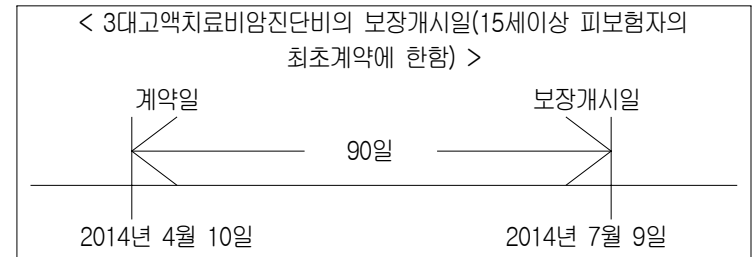 < 3대고액치료비암진단비의 보장개시일(15세이상 피보험자의
최초계약에 한함) >
계약일 보장개시일
90일
2014년 4월 10일 2014년 7월 9일